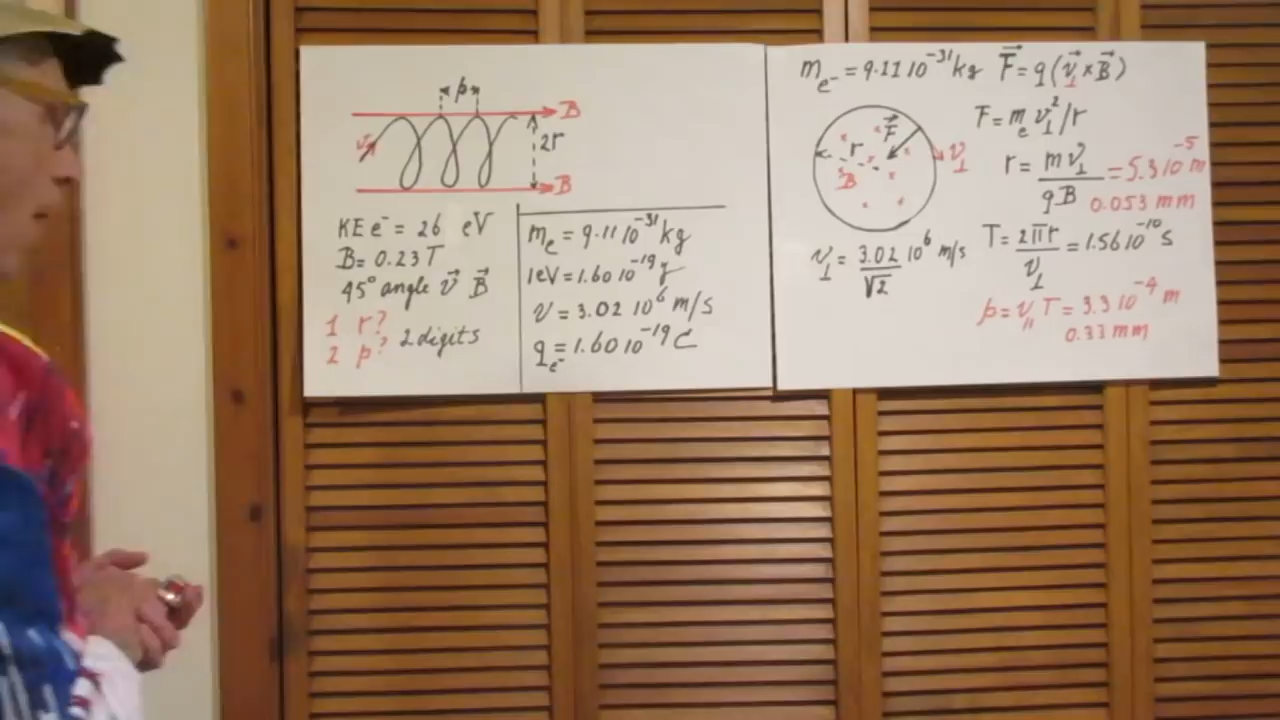 p
B
v
2r
B
KE e⁻ = 26 eV
B = 0.23 T
45° angle v⃗ B⃗
1 r?
2 p?
2 digits
mₑ = 9.11 10⁻³¹ kg
1eV = 1.60 10⁻¹⁹ J
v = 3.02 10⁶ m/s
qₑ₋ = 1.60 10⁻¹⁹ C
mₑ₋ = 9.11 10⁻³¹ kg F⃗ = q(v⃗⊥ × B⃗)
F⃗
r
B
v⊥
F = mₑ v⊥²/r
r = mv⊥/qB = 5.3 10⁻⁵ m
0.053 mm
v⊥ = 3.02 10⁶/√2 m/s
T = 2πr/v⊥ = 1.56 10⁻¹⁰ s
p = v∥ T = 3.3 10⁻⁴ m
0.33 mm